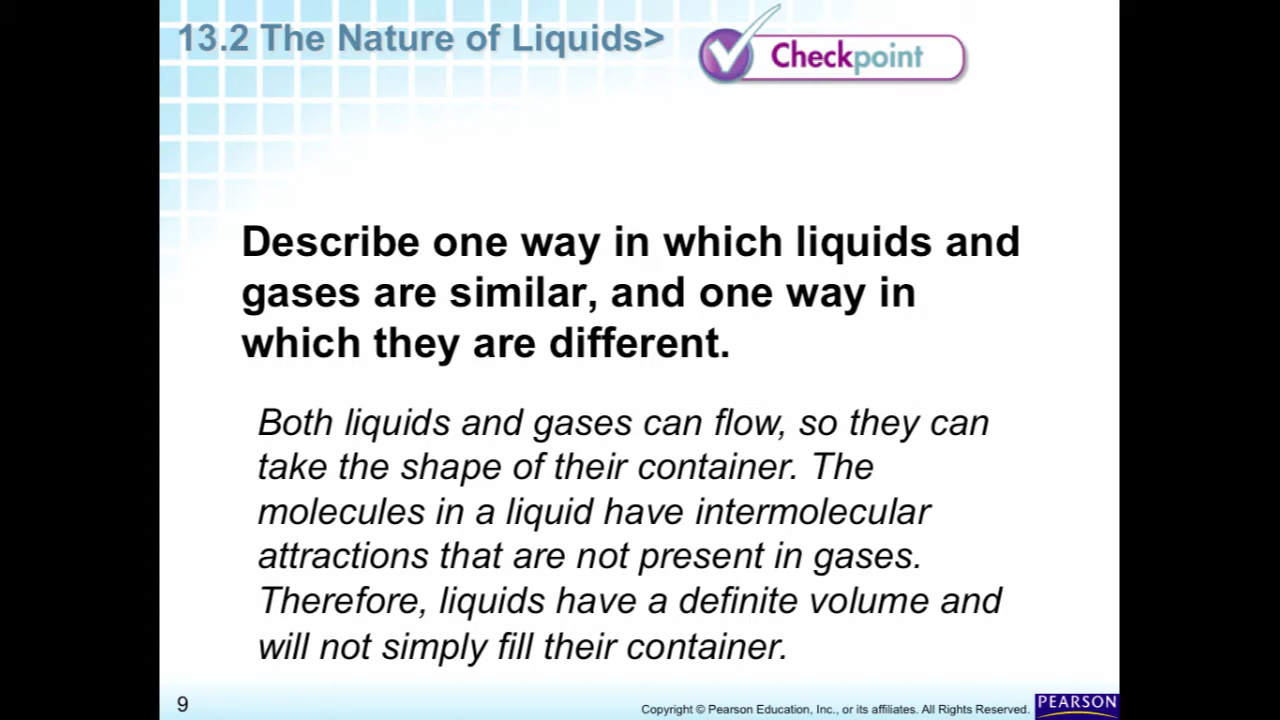 13.2 The Nature of Liquids>
Checkpoint
Describe one way in which liquids and
gases are similar, and one way in
which they are different.
Both liquids and gases can flow, so they can
take the shape of their container. The
molecules in a liquid have intermolecular
attractions that are not present in gases.
Therefore, liquids have a definite volume and
will not simply fill their container.
9
Copyright © Pearson Education, Inc., or its affiliates. All Rights Reserved.
PEARSON